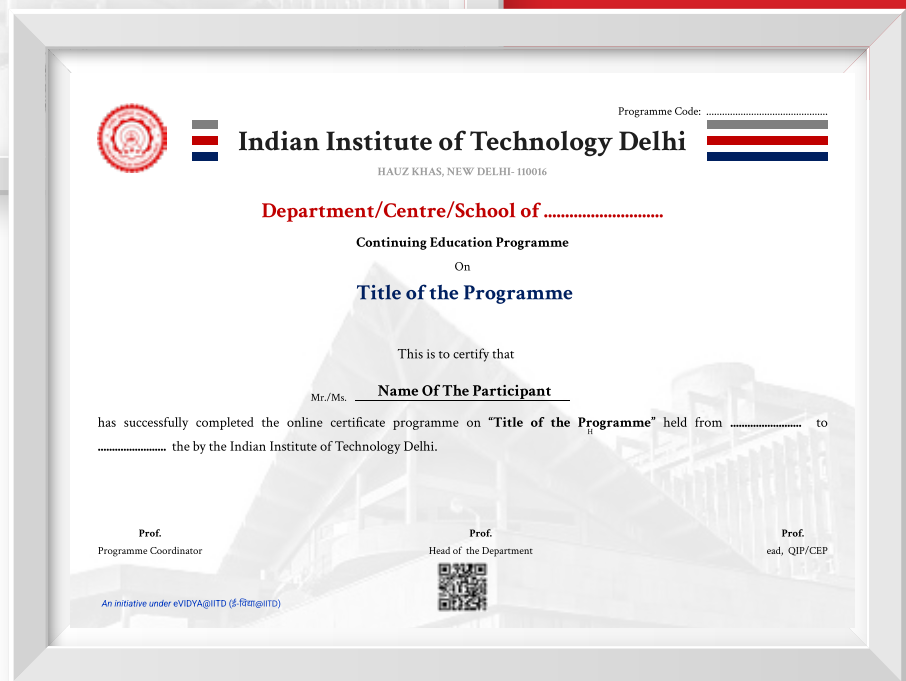 Programme Code: ........................................................
Indian Institute of Technology Delhi
HAUZ KHAS, NEW DELHI- 110016
Department/Centre/School of ............................
Continuing Education Programme
On
Title of the Programme
This is to certify that
Mr./Ms. Name Of The Participant
has successfully completed the online certificate programme on “Title of the Programme” held from ......................... to
H
........................ the by the Indian Institute of Technology Delhi.
Prof. Prof. Prof.
Programme Coordinator Head of the Department ead, QIP/CEP
An initiative under eVIDYA@IITD (ई-विद्या@IITD)